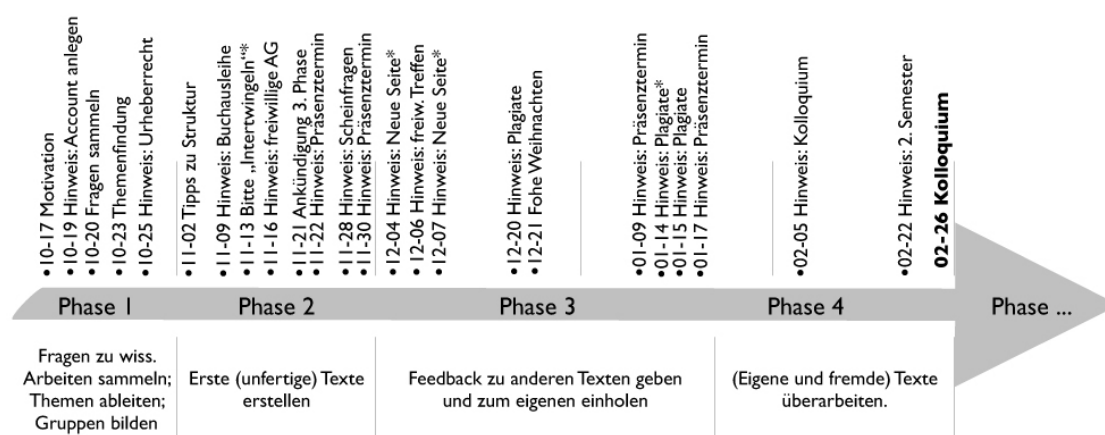 •10-17 Motivation
•10-19 Hinweis: Account anlegen
•10-20 Fragen sammeln
•10-23 Themenfindung
•10-25 Hinweis: Urheberrecht
•11-02 Tipps zu Struktur
•11-09 Hinweis: Buchausleihe
•11-13 Bitte „Intertwingeln“*
•11-16 Hinweis: freiwillige AG
•11-21 Ankündigung 3. Phase
•11-22 Hinweis: Präsenztermin
•11-28 Hinweis: Scheinfragen
•11-30 Hinweis: Präsenztermin
•12-04 Hinweis: Neue Seite*
•12-06 Hinweis: freiw. Treffen
•12-07 Hinweis: Neue Seite*
•12-20 Hinweis: Plagiate
•12-21 Fohe Weihnachten
•01-09 Hinweis: Präsenztermin
•01-14 Hinweis: Plagiate*
•01-15 Plagiate
•01-17 Hinweis: Präsenztermin
•02-05 Hinweis: Kolloquium
•02-22 Hinweis: 2. Semester
02-26 Kolloquium
Phase 1
Phase 2
Phase 3
Phase 4
Phase ...
Fragen zu wiss.
Arbeiten sammeln;
Themen ableiten;
Gruppen bilden
Erste (unfertige) Texte
erstellen
Feedback zu anderen Texten geben
und zum eigenen einholen
(Eigene und fremde) Texte
überarbeiten.